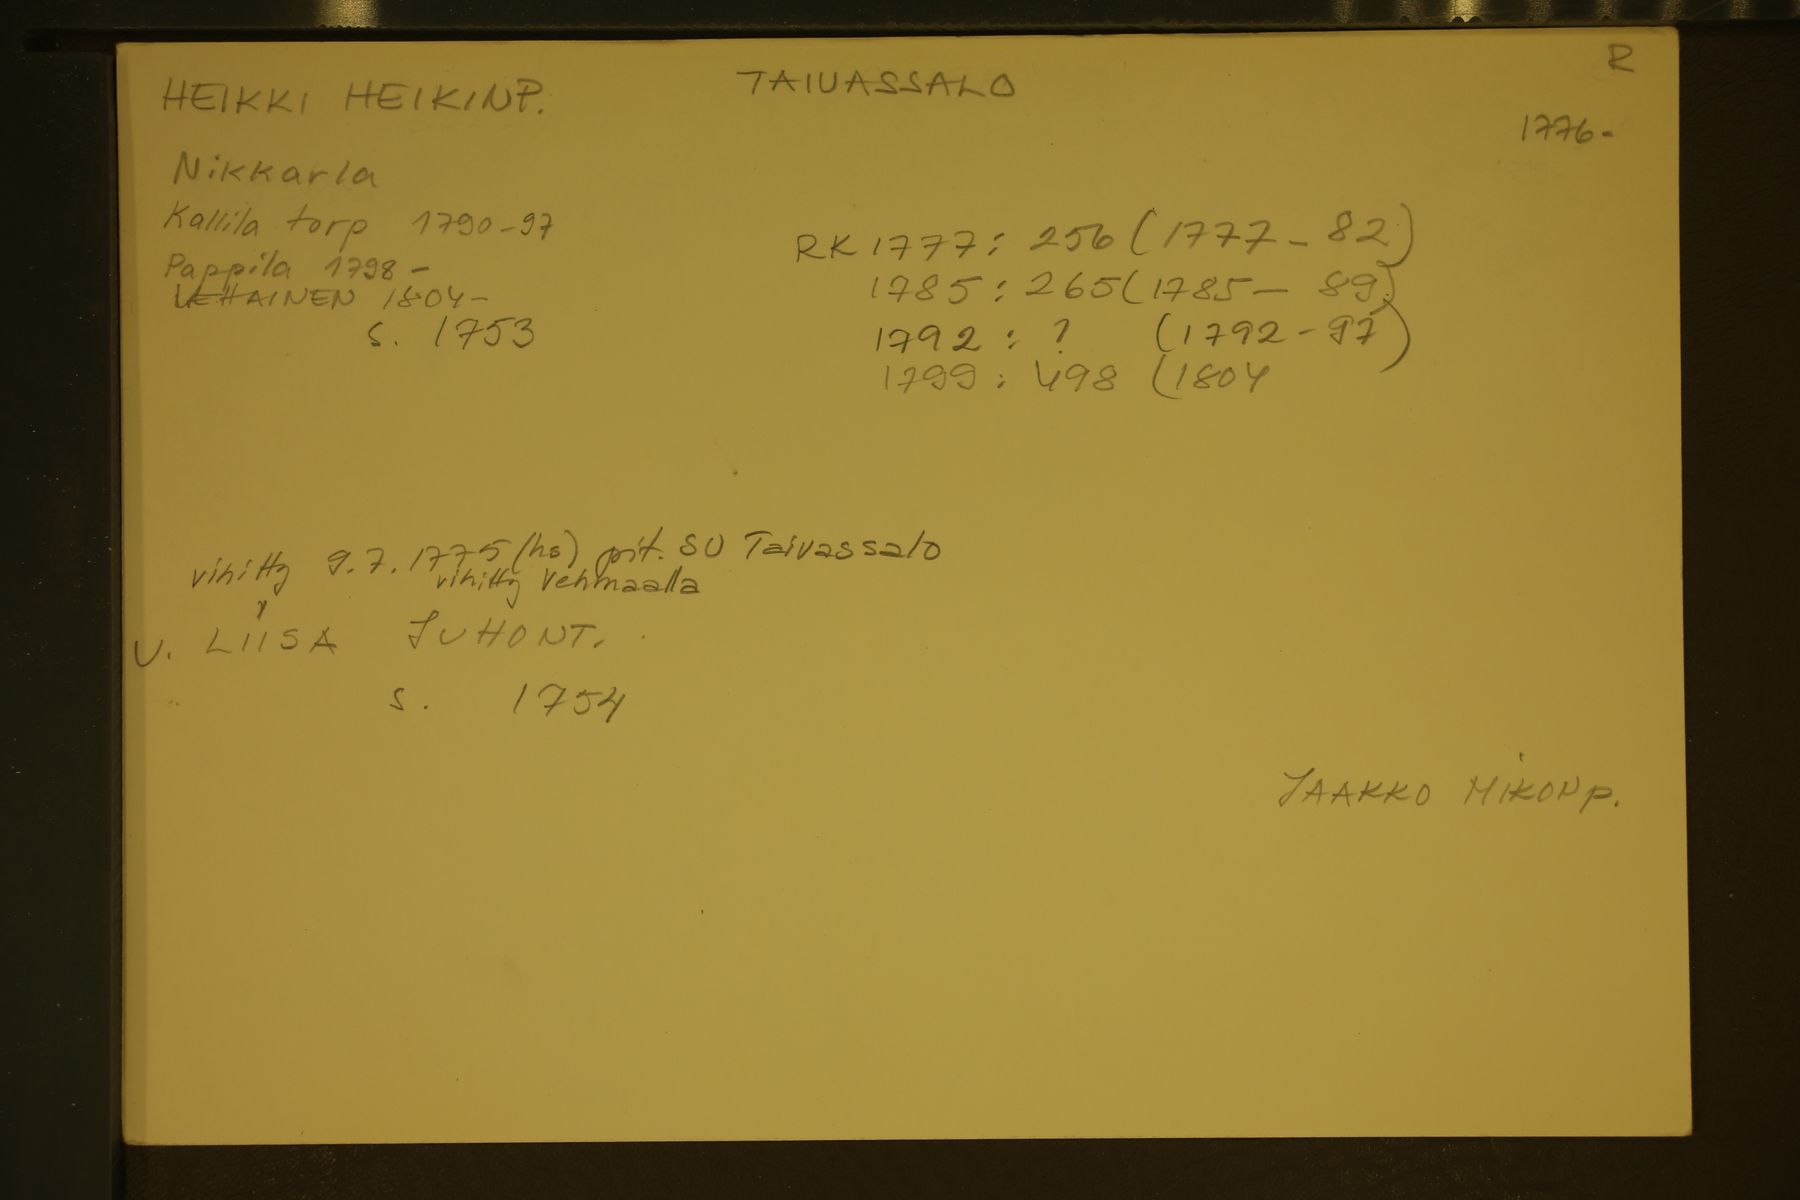 R
HEIKKI HEIKINP. TAIVASSALO
1776-
Nikkarla
Kallila torp 1790-97
Pappila 1798-
VEHAINEN 1804-
s. 1753
RK 1777: 256 (1777-82)
1785: 265 (1785-89)
1792: ? (1792-97)
1799: 498 (1804
vihitty 9.7.1775 (hs) pit. SU Taivassalo
vihitty Vehmaalla
V. LIISA JUHONT.
s. 1754
JAAKKO MIKONP.